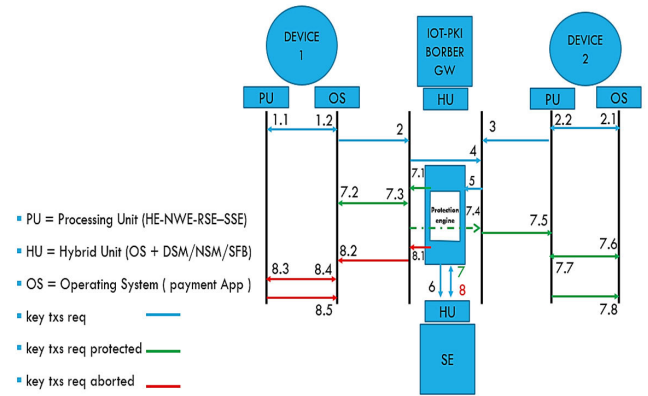 DEVICE
1
IOT-PKI
BORBER
GW
DEVICE
2
PU
OS
HU
PU
OS
1.1
1.2
2
3
2.2
2.1
4
7.1
5
7.2
7.3
Protection
engine
7.4
7.5
7.6
7.7
8.1
8.2
8.3
8.4
8.5
6
7
8
7.8
HU
SE
PU = Processing Unit (HE-NWE-RSE–SSE)
HU = Hybrid Unit (OS + DSM/NSM/SFB)
OS = Operating System ( payment App )
key txs req
key txs req protected
key txs req aborted